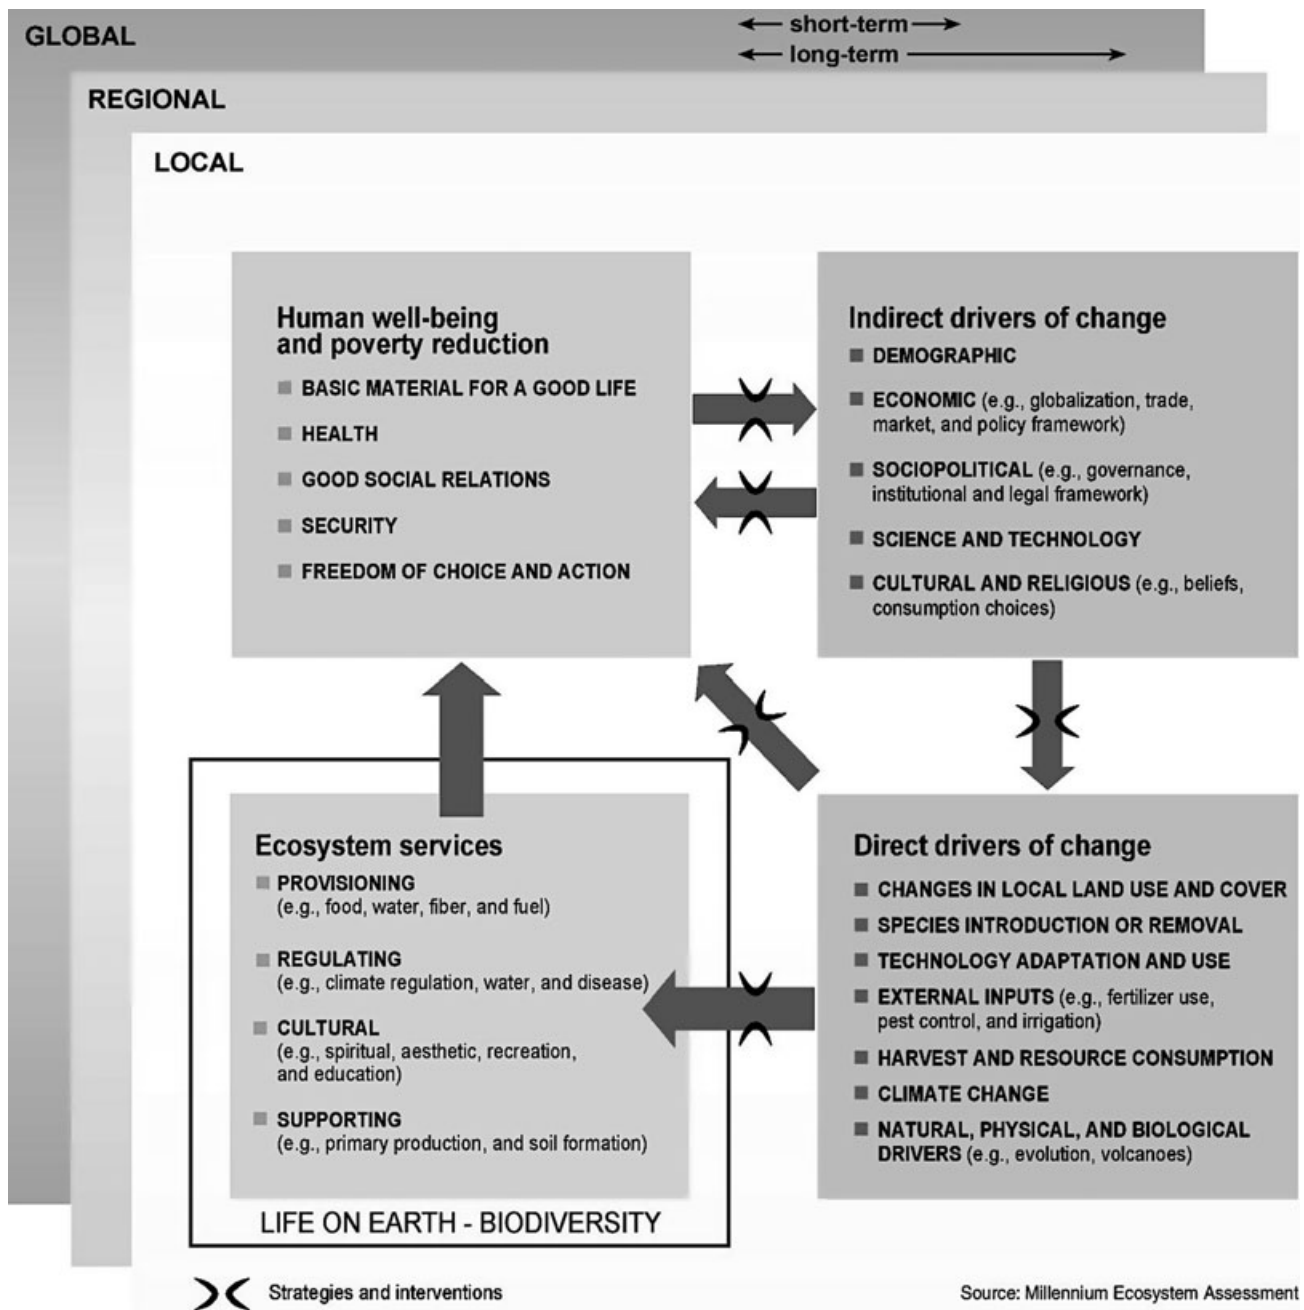 GLOBAL
short-term
long-term
REGIONAL
LOCAL
Human well-being
and poverty reduction
BASIC MATERIAL FOR A GOOD LIFE
HEALTH
GOOD SOCIAL RELATIONS
SECURITY
FREEDOM OF CHOICE AND ACTION
Indirect drivers of change
DEMOGRAPHIC
ECONOMIC (e.g., globalization, trade,
market, and policy framework)
SOCIOPOLITICAL (e.g., governance,
institutional and legal framework)
SCIENCE AND TECHNOLOGY
CULTURAL AND RELIGIOUS (e.g., beliefs,
consumption choices)
Ecosystem services
PROVISIONING
(e.g., food, water, fiber, and fuel)
REGULATING
(e.g., climate regulation, water, and disease)
CULTURAL
(e.g., spiritual, aesthetic, recreation,
and education)
SUPPORTING
(e.g., primary production, and soil formation)
LIFE ON EARTH - BIODIVERSITY
Direct drivers of change
CHANGES IN LOCAL LAND USE AND COVER
SPECIES INTRODUCTION OR REMOVAL
TECHNOLOGY ADAPTATION AND USE
EXTERNAL INPUTS (e.g., fertilizer use,
pest control, and irrigation)
HARVEST AND RESOURCE CONSUMPTION
CLIMATE CHANGE
NATURAL, PHYSICAL, AND BIOLOGICAL
DRIVERS (e.g., evolution, volcanoes)
Strategies and interventions
Source: Millennium Ecosystem Assessment